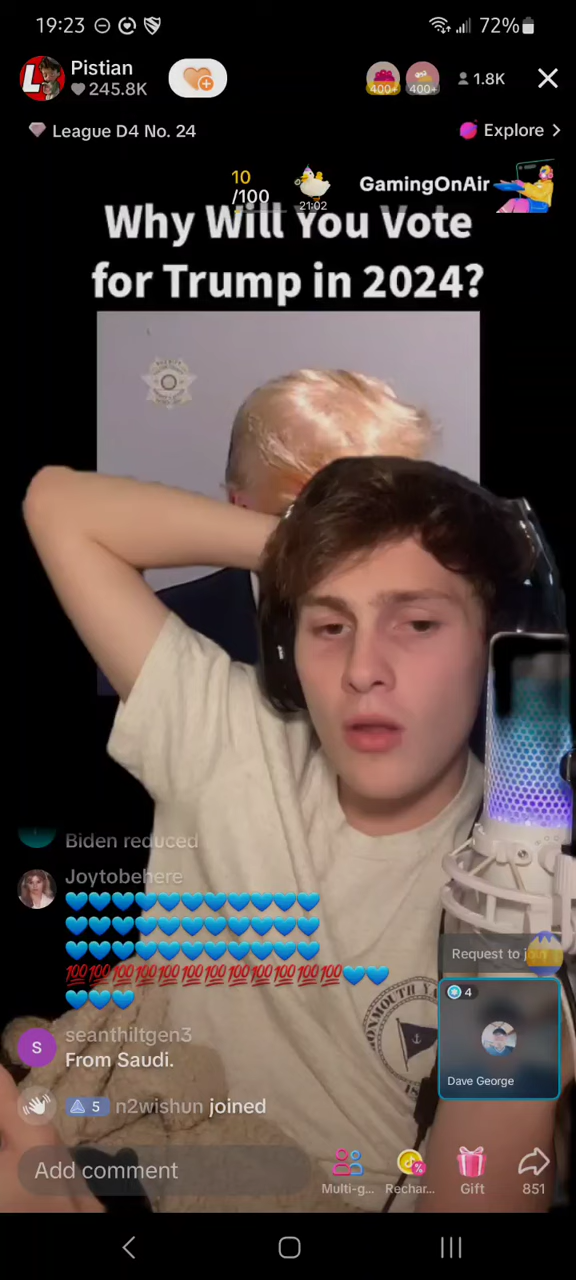 19:23
72%
Pistian
245.8K
400+
400+
1.8K
League D4 No. 24
Explore
10
/100
21:02
GamingOnAir
Why Will You Vote
for Trump in 2024?
L
Biden reduced
Joytobehere
💙💙💙💙💙💙💙💙💙💙💙
💙💙💙💙💙💙💙💙💙💙💙
💙💙💙💙💙💙💙💙💙💙💙
💯💯💯💯💯💯💯💯💯💯💯💯💙💙
💙💙💙
S
seanthiltgen3
From Saudi.
5
n2wishun joined
Request to join
4
Dave George
Add comment
Multi-g...
Rechar...
Gift
851